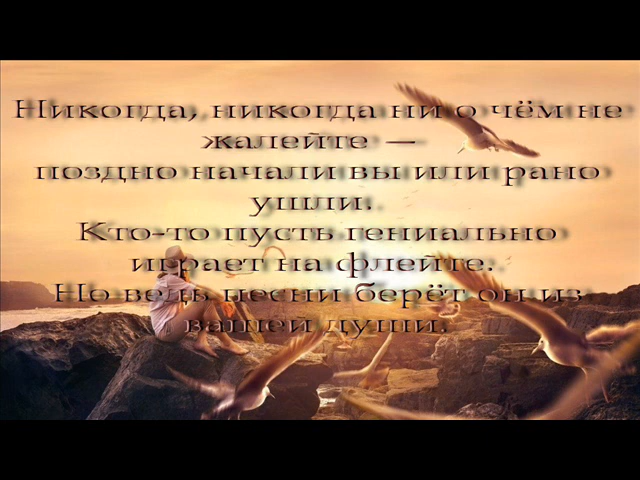 Никогда, никогда ни о чём не
жалейте —
поздно начали вы или рано
ушли.
Кто-то пусть гениально
играет на флейте.
Но ведь песни берёт он из
вашей души.